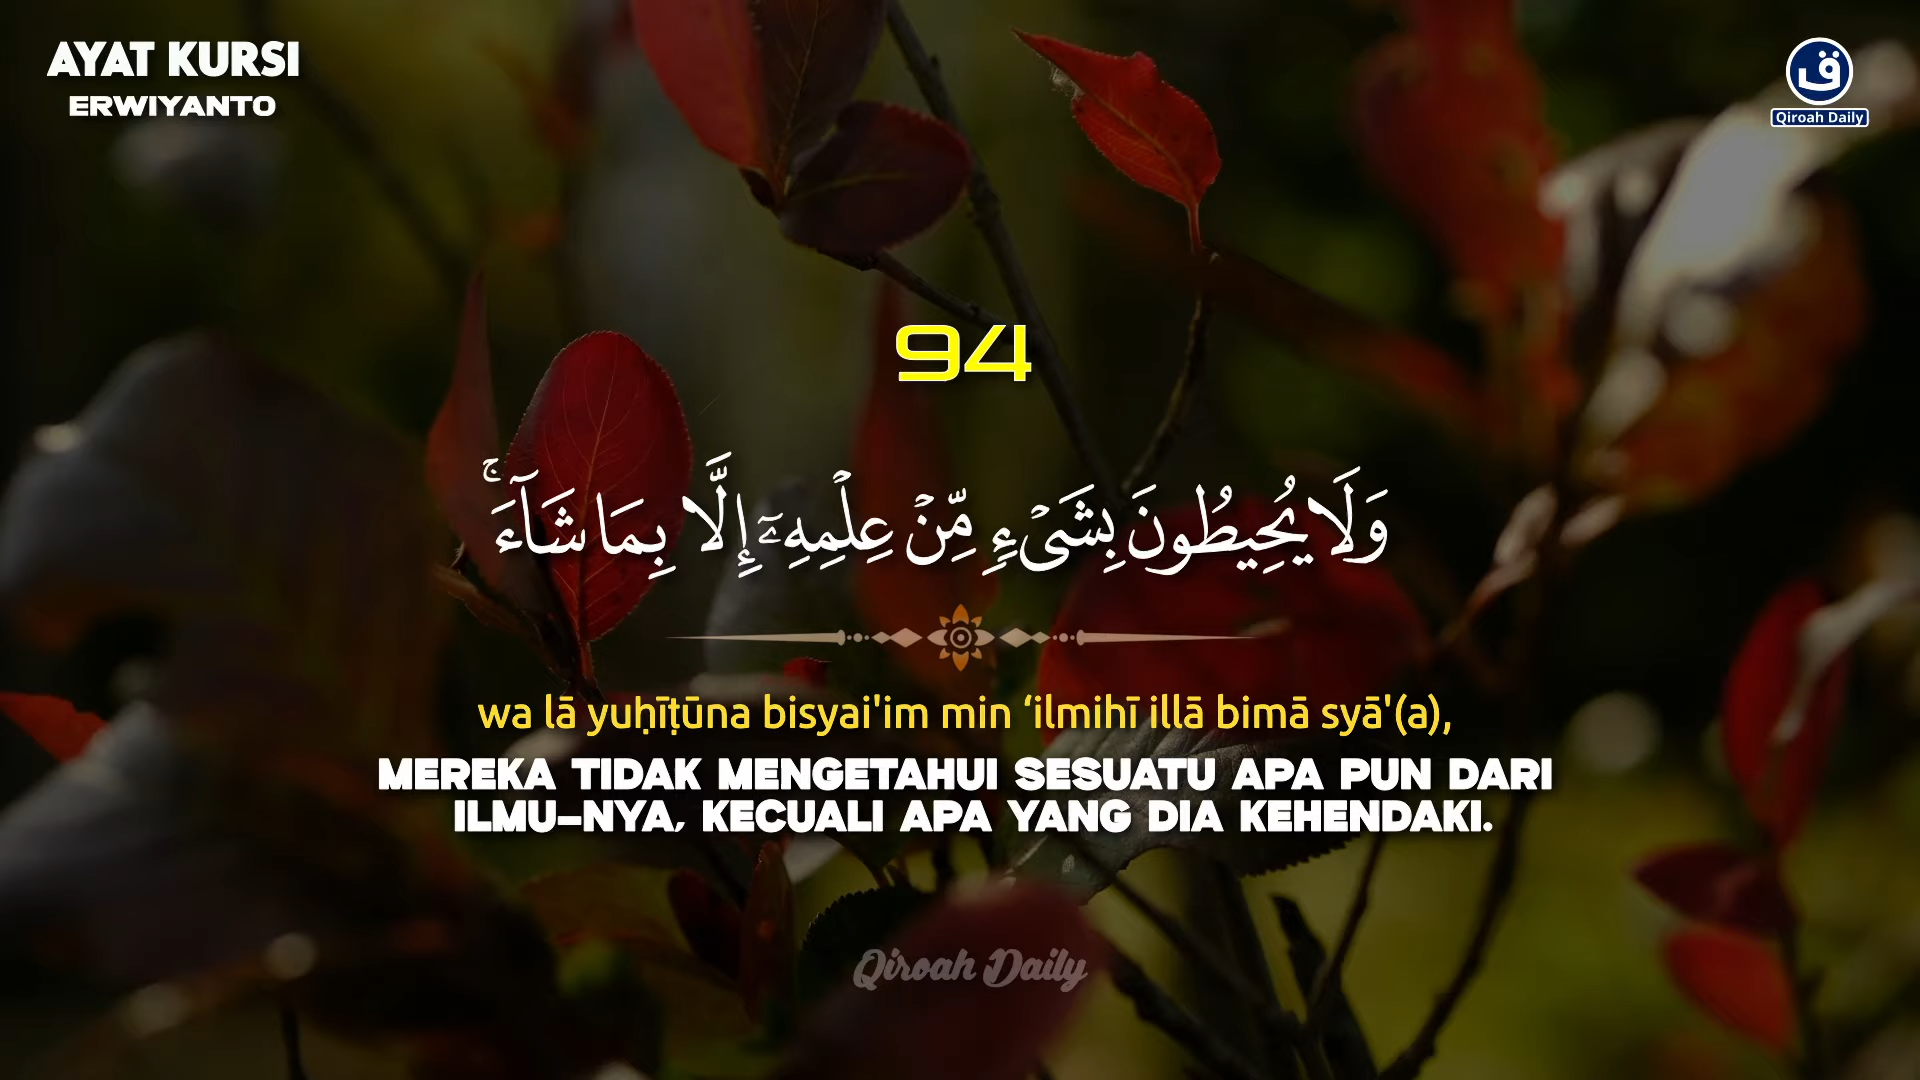 AYAT KURSI
ERWIYANTO
ق
Qiroah Daily
94
وَلَا يُحِيطُونَ بِشَىْءٍ مِّنْ عِلْمِهِۦٓ إِلَّا بِمَا شَآءَ ۚ
wa lā yuḥīṭūna bisyai'im min ‘ilmihī illā bimā syā'(a),
MEREKA TIDAK MENGETAHUI SESUATU APA PUN DARI
ILMU-NYA, KECUALI APA YANG DIA KEHENDAKI.
Qiroah Daily